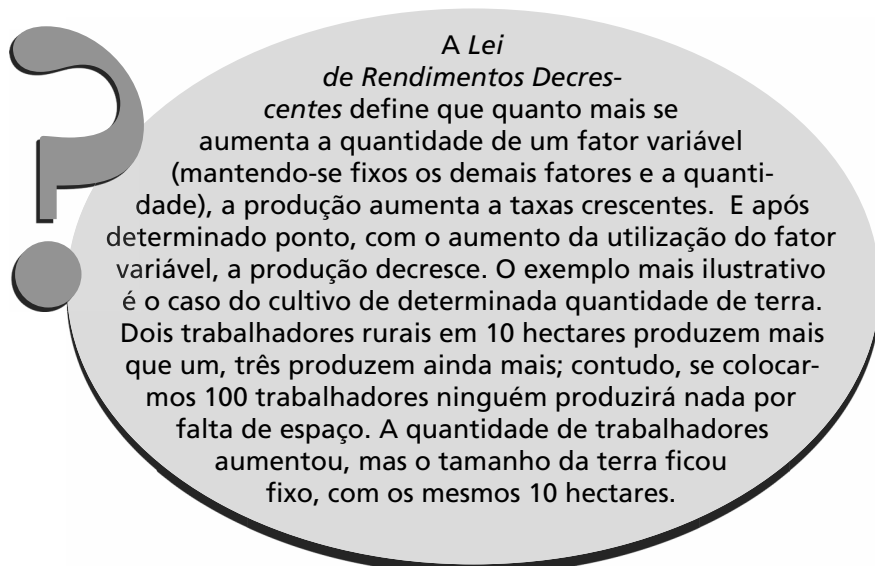 A Lei
de Rendimentos Decres-
centes define que quanto mais se
aumenta a quantidade de um fator variável
(mantendo-se fixos os demais fatores e a quanti-
dade), a produção aumenta a taxas crescentes. E após
determinado ponto, com o aumento da utilização do fator
variável, a produção decresce. O exemplo mais ilustrativo
é o caso do cultivo de determinada quantidade de terra.
Dois trabalhadores rurais em 10 hectares produzem mais
que um, três produzem ainda mais; contudo, se colocar-
mos 100 trabalhadores ninguém produzirá nada por
falta de espaço. A quantidade de trabalhadores
aumentou, mas o tamanho da terra ficou
fixo, com os mesmos 10 hectares.